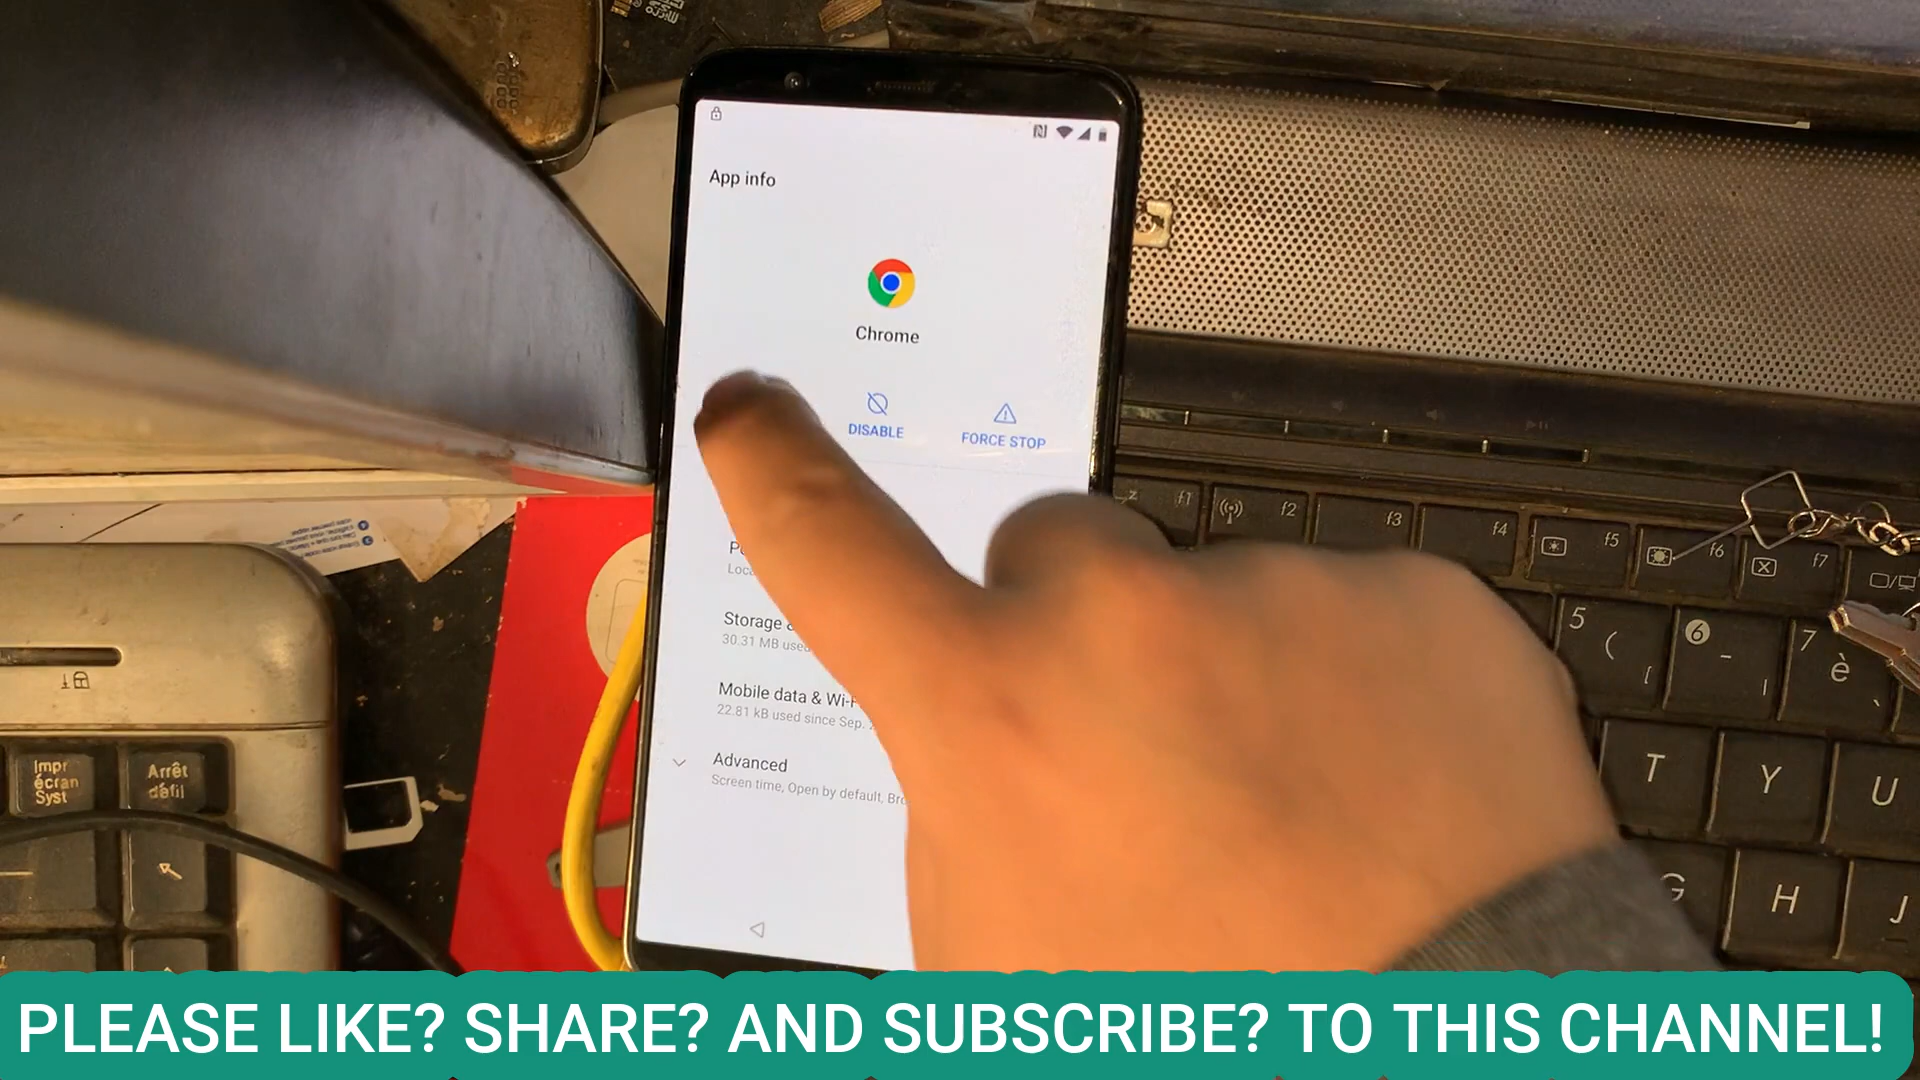 App info
Chrome
DISABLE
FORCE STOP
Storage
30.31 MB used
Mobile data & Wi-F
22.81 kB used since Sep.
Advanced
Screen time, Open by default,
f1
f2
f3
f4
f5
f6
f7
5
(
[
6
-
|
7
è
`
T
Y
U
G
H
J
Impr
écran
Syst
Arrêt
défil
PLEASE LIKE? SHARE? AND SUBSCRIBE? TO THIS CHANNEL!